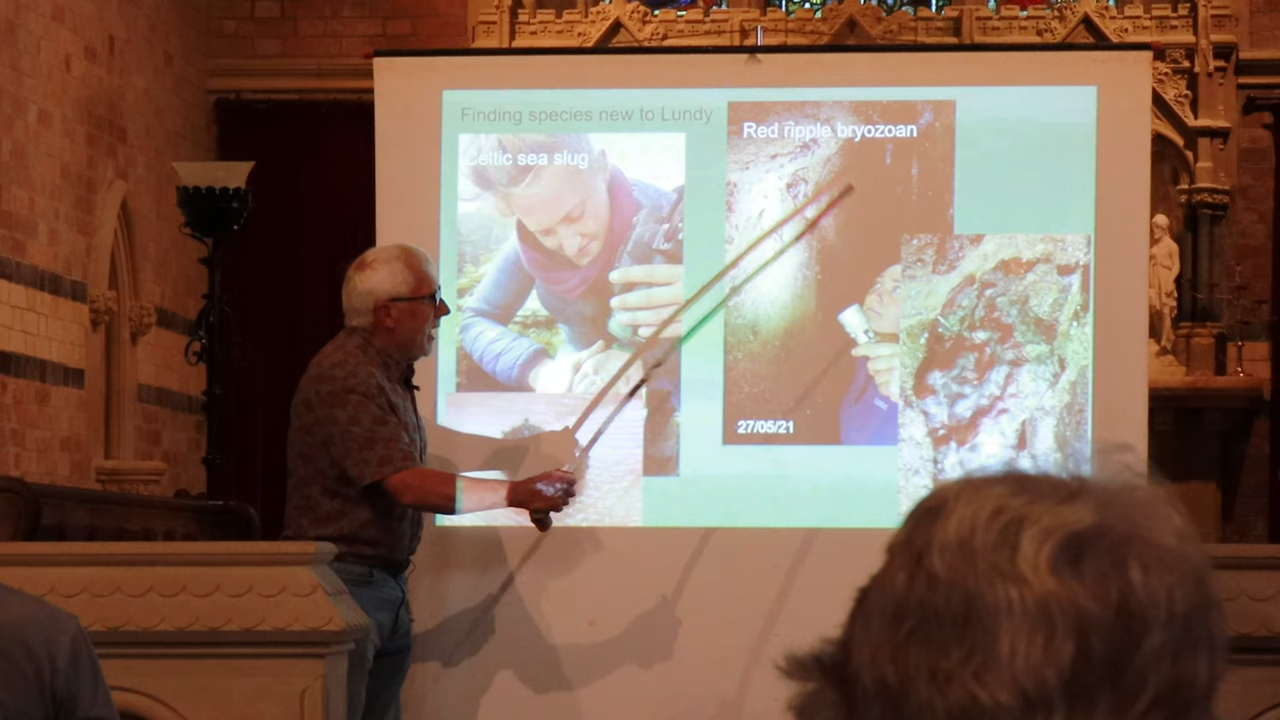 Finding species new to Lundy
Celtic sea slug
Red ripple bryozoan
27/05/21